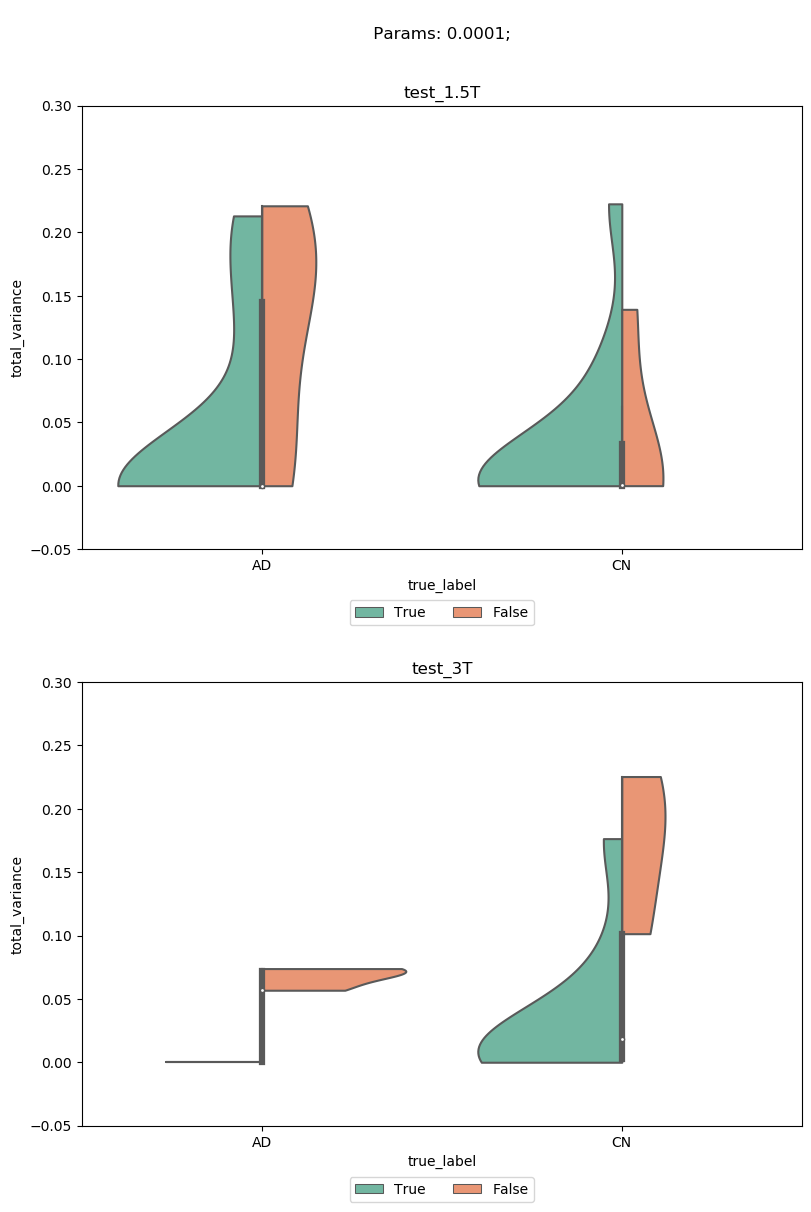 Params: 0.0001;
test_1.5T
0.30
0.25
0.20
0.15
0.10
0.05
0.00
−0.05
total_variance
AD CN
true_label
True False
test_3T
0.30
0.25
0.20
0.15
0.10
0.05
0.00
−0.05
total_variance
AD CN
true_label
True False